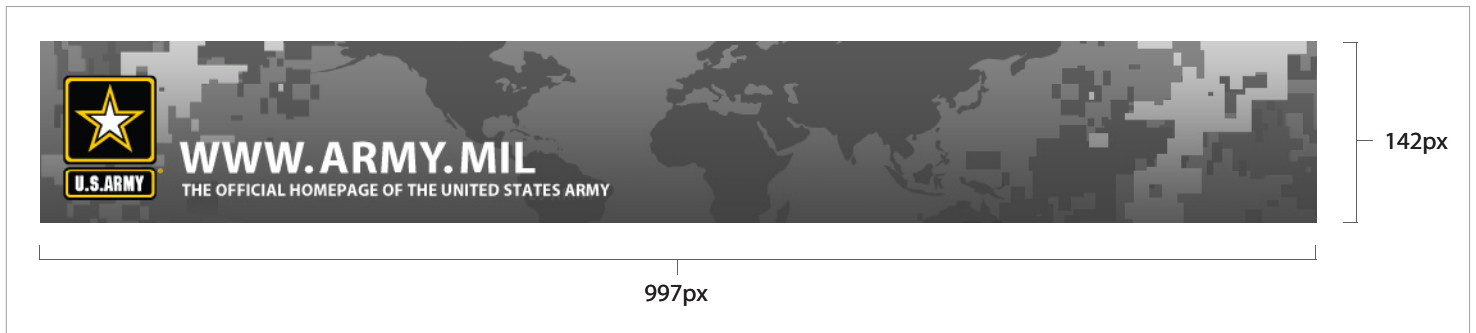 WWW.ARMY.MIL
THE OFFICIAL HOMEPAGE OF THE UNITED STATES ARMY
U.S.ARMY
142px
997px